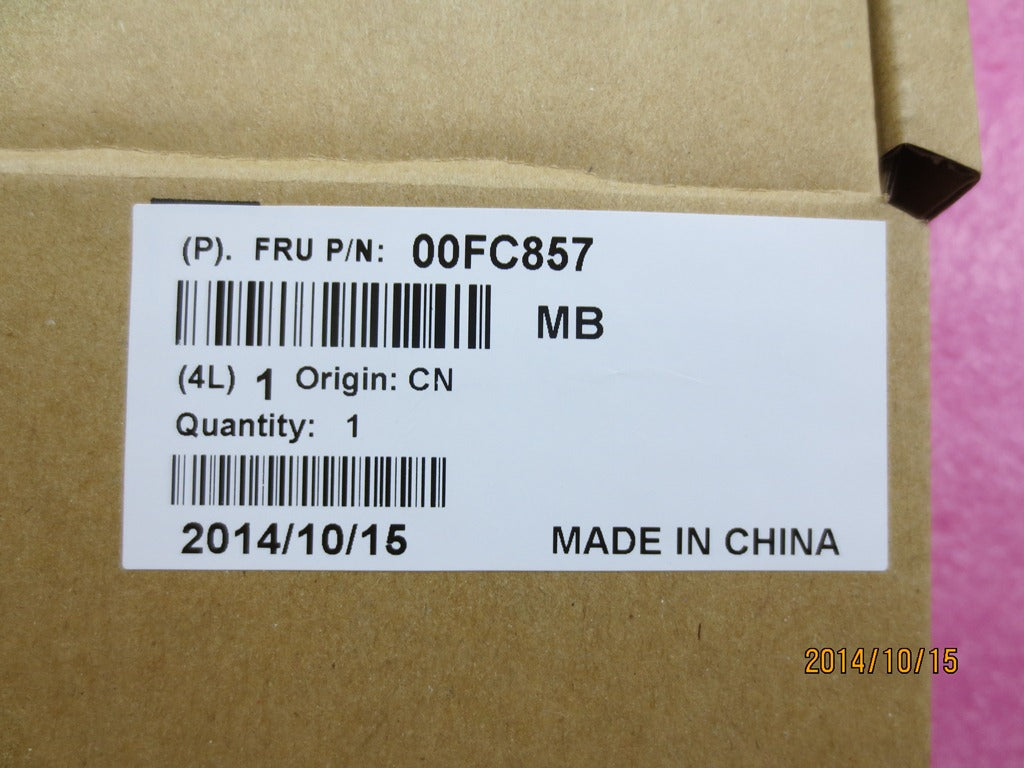 (P). FRU P/N: 00FC857
MB
(4L) 1 Origin: CN
Quantity: 1
2014/10/15 MADE IN CHINA
2014/10/15